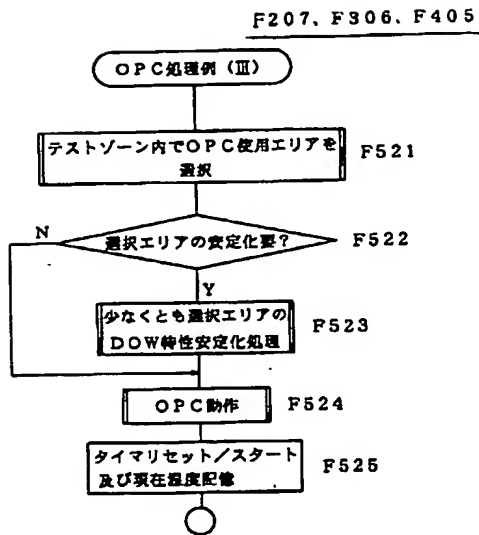 F207、F306、F405
OPC処理例(Ⅲ)
テストゾーン内でOPC使用エリアを
選択
F521
N
選択エリアの安定化要?
F522
Y
少なくとも選択エリアの
DOW特性安定化処理
F523
OPC動作
F524
タイマリセット/スタート
及び現在温度記憶
F525